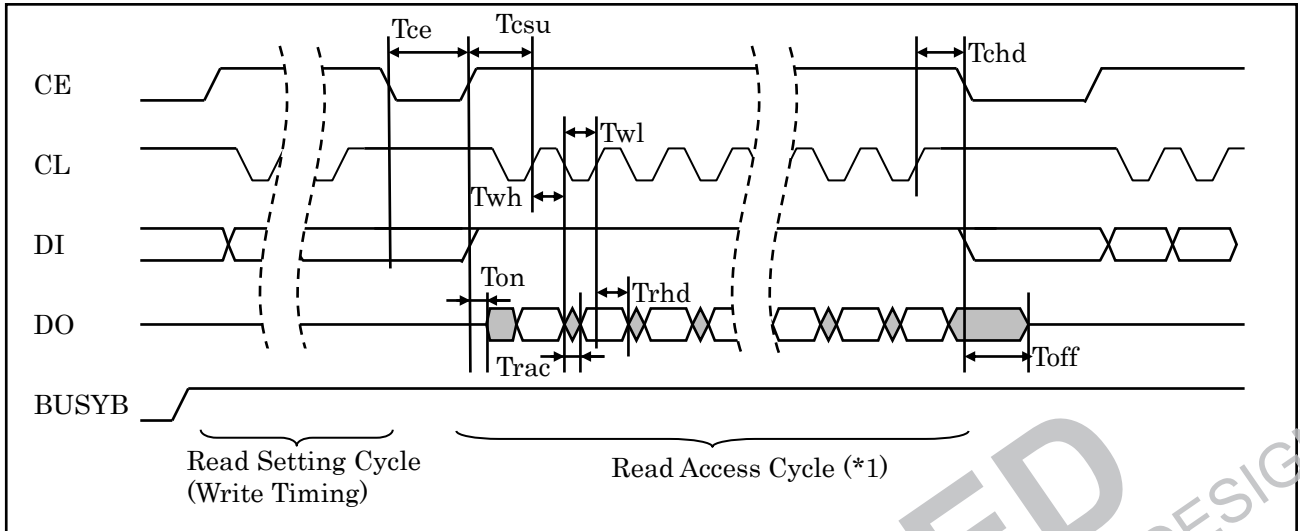 Tce Tcsu Tchd
CE
Twl
CL
Twh
DI
Ton Trhd
DO
Trac Toff
BUSYB
Read Setting Cycle
(Write Timing)
Read Access Cycle (*1)